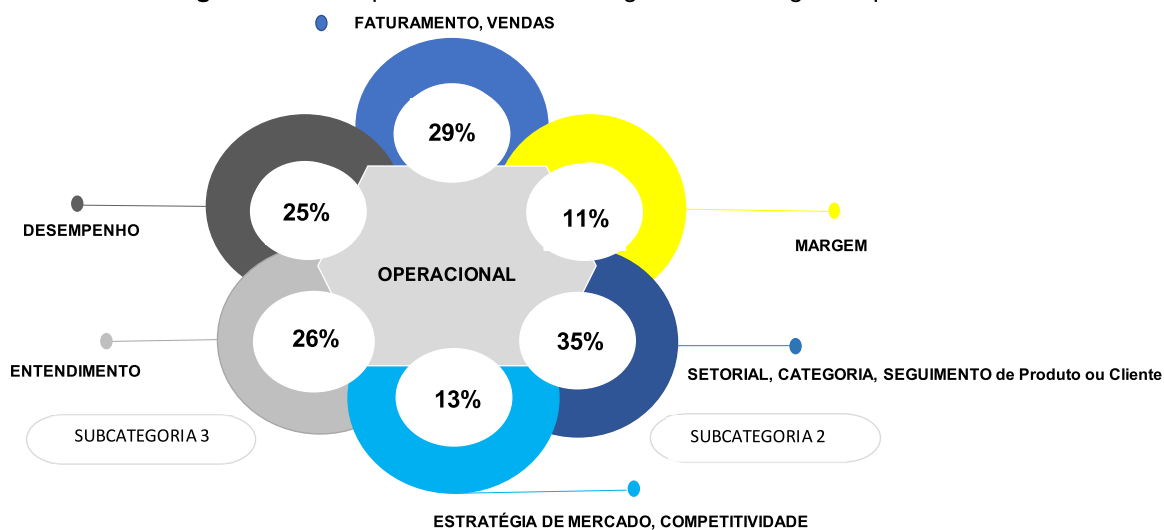 FATURAMENTO, VENDAS
29%
25%
11%
DESEMPENHO
MARGEM
OPERACIONAL
26%
35%
ENTENDIMENTO
SETORIAL, CATEGORIA, SEGUIMENTO de Produto ou Cliente
13%
SUBCATEGORIA 3
SUBCATEGORIA 2
ESTRATÉGIA DE MERCADO, COMPETITIVIDADE